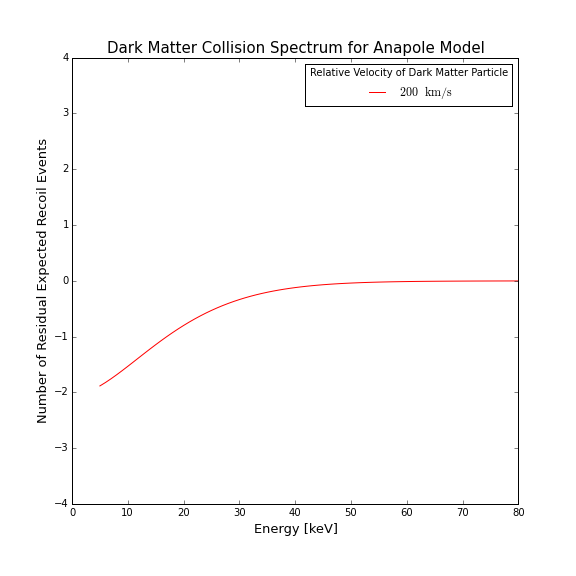 Dark Matter Collision Spectrum for Anapole Model
Relative Velocity of Dark Matter Particle
200 km/s
Number of Residual Expected Recoil Events
4
3
2
1
0
−1
−2
−3
−4
0 10 20 30 40 50 60 70 80
Energy [keV]